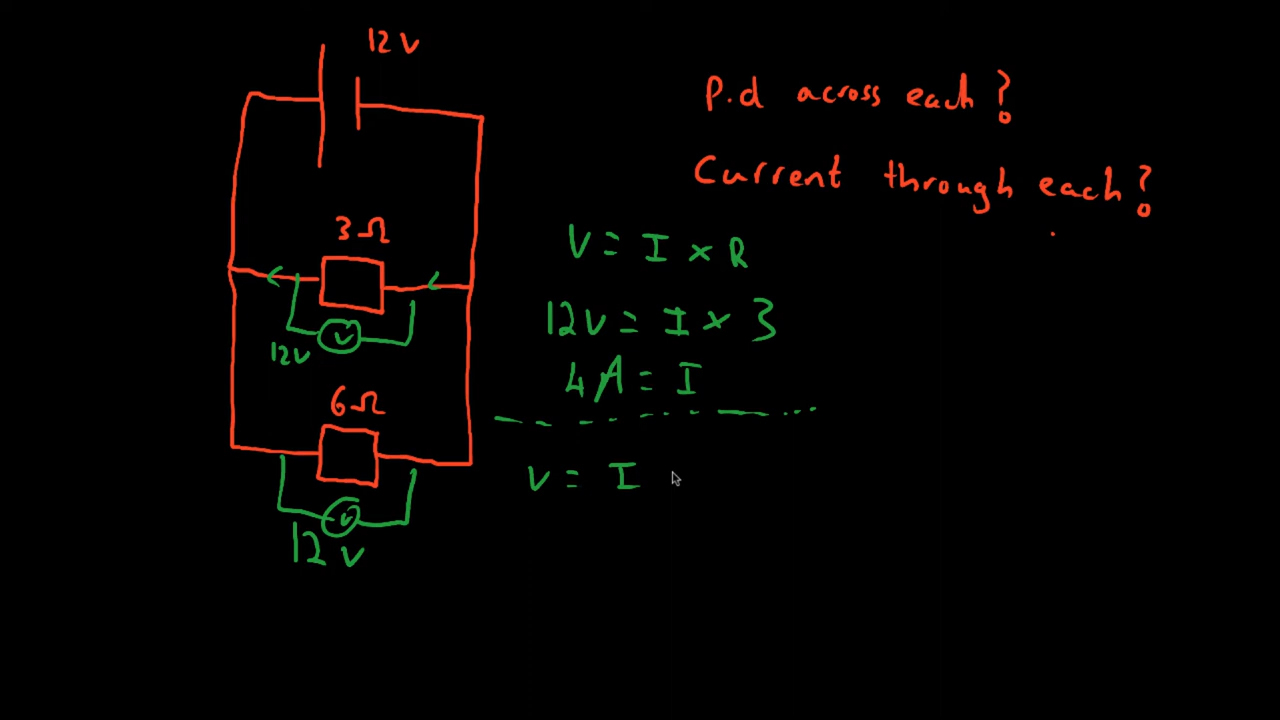 12V
P.d across each?
Current through each?
3Ω
V = I × R
12V = I × 3
V
12V
4A = I
6Ω
V = I
V
12V